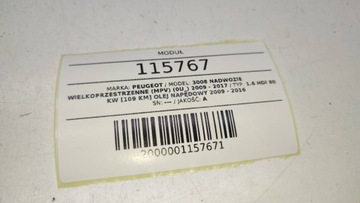 MODUŁ
115767
MARKA: PEUGEOT / MODEL: 3008 NADWOZIE
WIELKOPRZESTRZENNE (MPV) (0U_) 2009 - 2017 / TYP: 1.6 HDI 80
KW [109 KM] OLEJ NAPĘDOWY 2009 - 2016
SN: --- / JAKOŚĆ: A
2000001157671